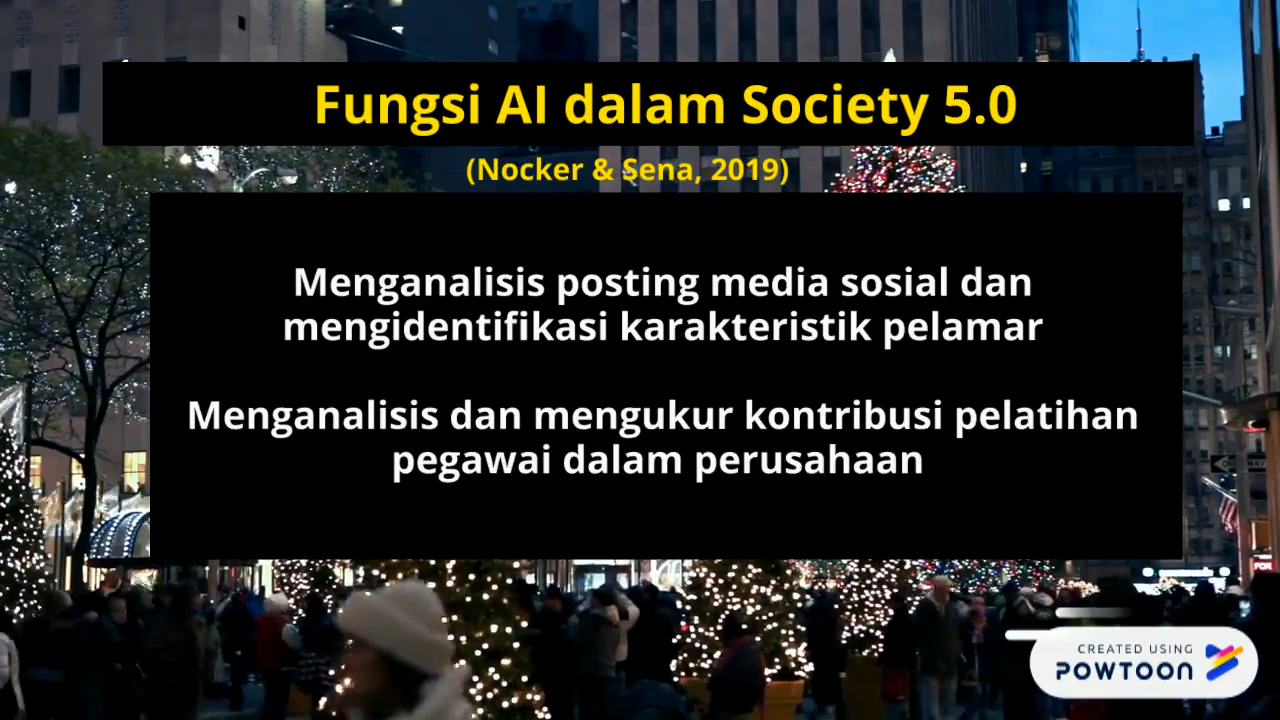 Fungsi AI dalam Society 5.0
(Nocker & Sena, 2019)
Menganalisis posting media sosial dan
mengidentifikasi karakteristik pelamar
Menganalisis dan mengukur kontribusi pelatihan
pegawai dalam perusahaan
FOX
CREATED USING
POWTOON